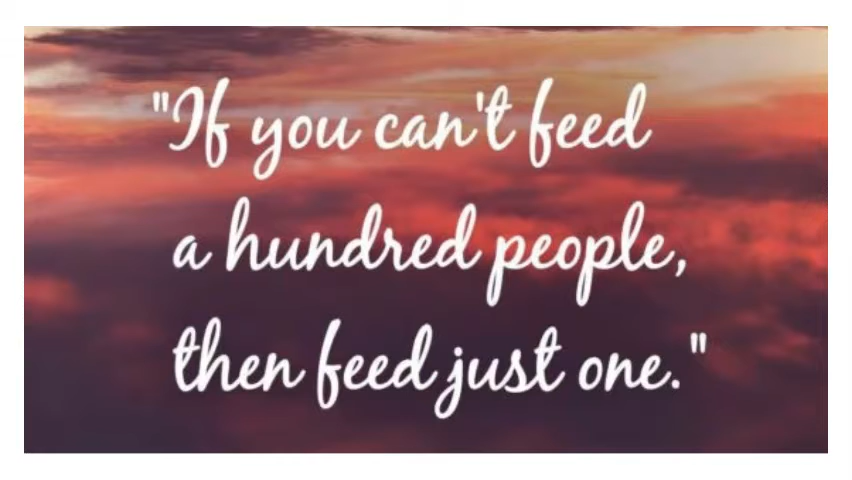 "If you can't feed
a hundred people,
then feed just one."